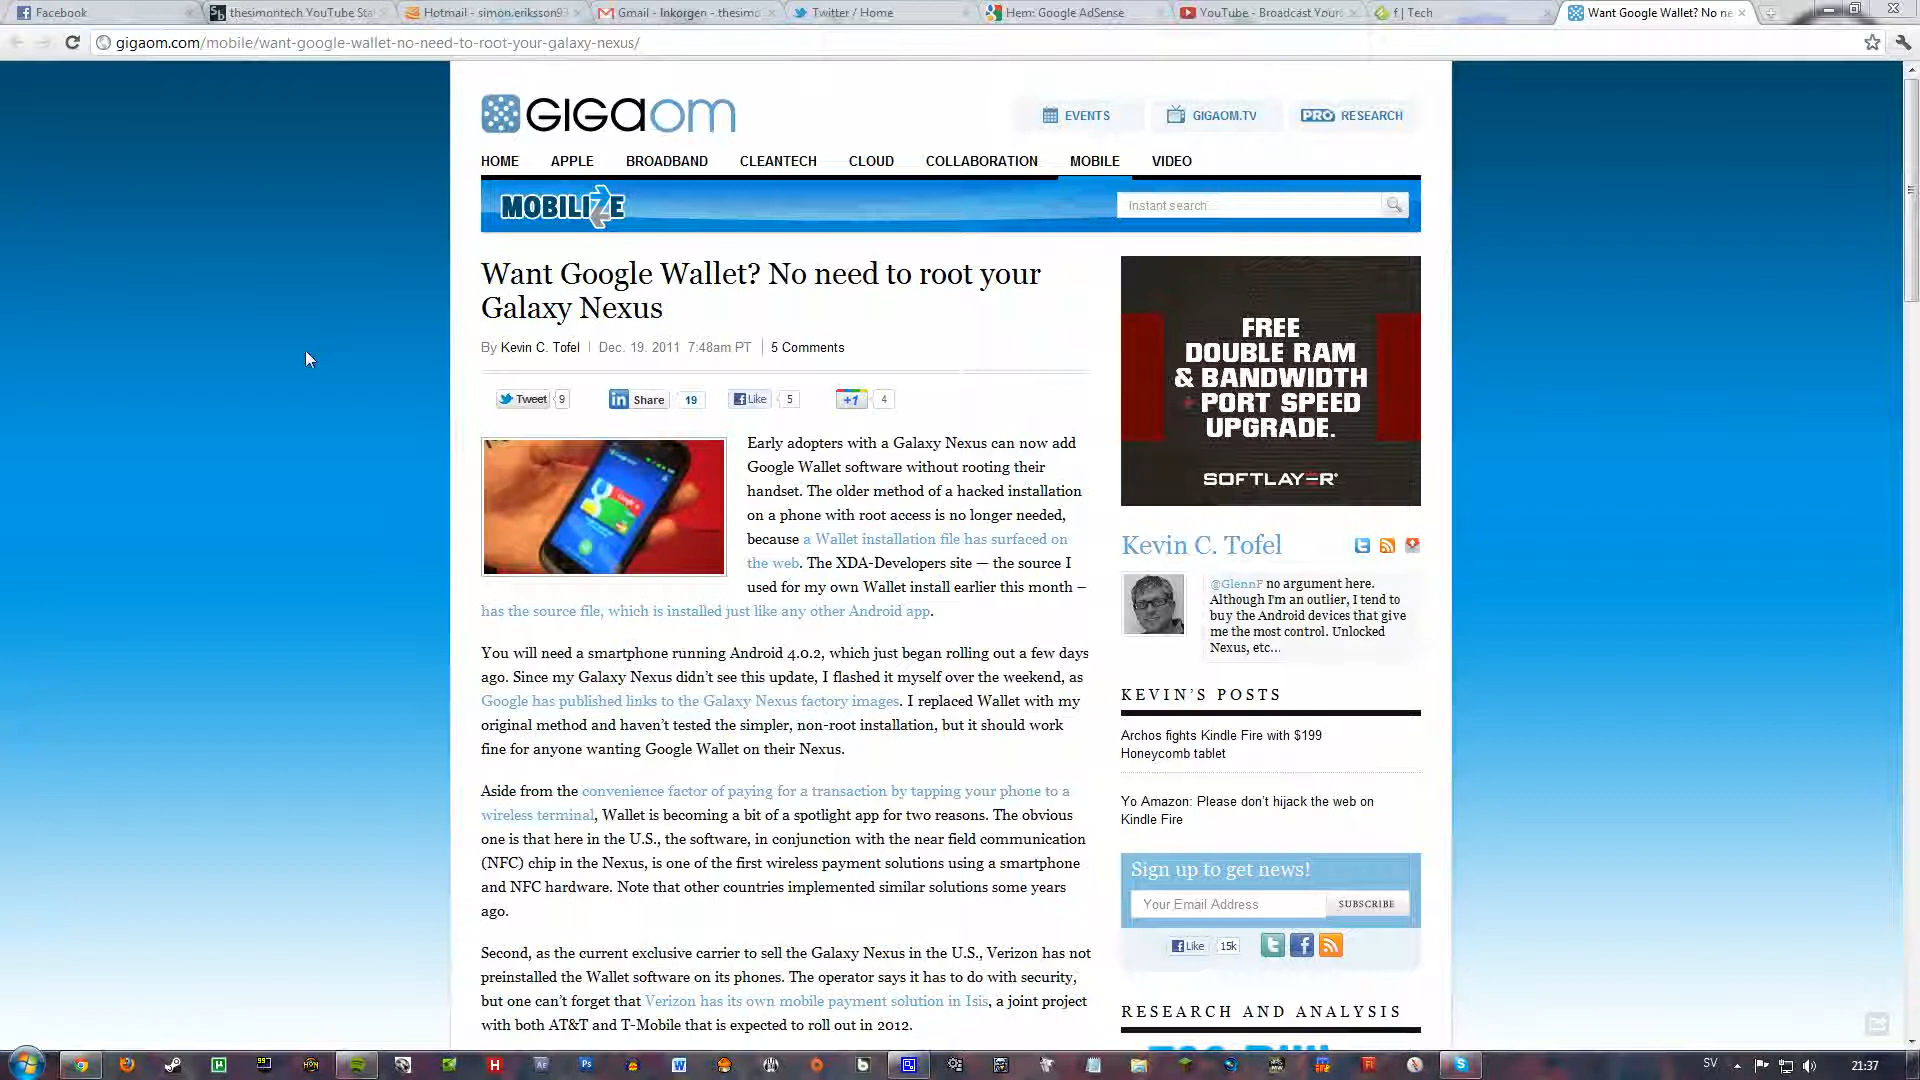 Facebook
thesimontech YouTube Sta
Hotmail - simon.eriksson9
Gmail - Inkorgen - thesimo
Twitter / Home
Hem: Google AdSense
YouTube - Broadcast Your
f | Tech
Want Google Wallet? No ne
gigaom.com/mobile/want-google-wallet-no-need-to-root-your-galaxy-nexus/
GIGAOM
EVENTS
GIGAOM.TV
PRO RESEARCH
HOME
APPLE
BROADBAND
CLEANTECH
CLOUD
COLLABORATION
MOBILE
VIDEO
MOBILIZE
Instant search
Want Google Wallet? No need to root your
Galaxy Nexus
By Kevin C. Tofel | Dec. 19. 2011 7:48am PT | 5 Comments
Tweet 9
in Share 19
Like 5
+1 4
Early adopters with a Galaxy Nexus can now add
Google Wallet software without rooting their
handset. The older method of a hacked installation
on a phone with root access is no longer needed,
because a Wallet installation file has surfaced on
the web. The XDA-Developers site — the source I
used for my own Wallet install earlier this month –
has the source file, which is installed just like any other Android app.
You will need a smartphone running Android 4.0.2, which just began rolling out a few days
ago. Since my Galaxy Nexus didn’t see this update, I flashed it myself over the weekend, as
Google has published links to the Galaxy Nexus factory images. I replaced Wallet with my
original method and haven’t tested the simpler, non-root installation, but it should work
fine for anyone wanting Google Wallet on their Nexus.
Aside from the convenience factor of paying for a transaction by tapping your phone to a
wireless terminal, Wallet is becoming a bit of a spotlight app for two reasons. The obvious
one is that here in the U.S., the software, in conjunction with the near field communication
(NFC) chip in the Nexus, is one of the first wireless payment solutions using a smartphone
and NFC hardware. Note that other countries implemented similar solutions some years
ago.
Second, as the current exclusive carrier to sell the Galaxy Nexus in the U.S., Verizon has not
preinstalled the Wallet software on its phones. The operator says it has to do with security,
but one can’t forget that Verizon has its own mobile payment solution in Isis, a joint project
with both AT&T and T-Mobile that is expected to roll out in 2012.
FREE
DOUBLE RAM
& BANDWIDTH
+ PORT SPEED
UPGRADE.
SOFTLAYER
Kevin C. Tofel
@GlennF no argument here.
Although I'm an outlier, I tend to
buy the Android devices that give
me the most control. Unlocked
Nexus, etc...
KEVIN’S POSTS
Archos fights Kindle Fire with $199
Honeycomb tablet
Yo Amazon: Please don’t hijack the web on
Kindle Fire
Sign up to get news!
Your Email Address
SUBSCRIBE
Like 15k
RESEARCH AND ANALYSIS
SV
21:37